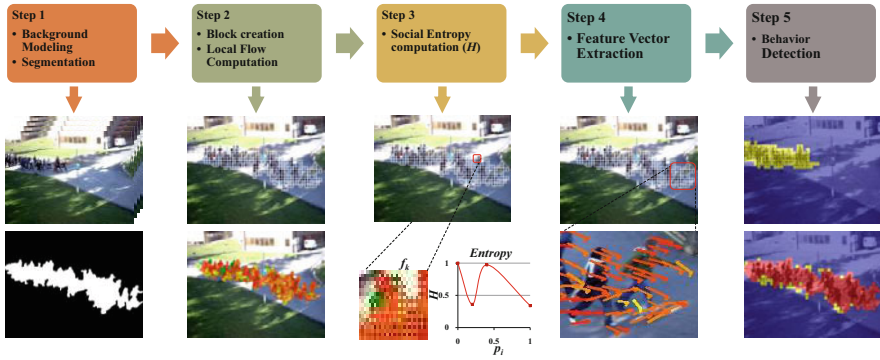 Step 1
• Background
Modeling
• Segmentation
Step 2
• Block creation
• Local Flow
Computation
Step 3
• Social Entropy
computation (H)
Step 4
• Feature Vector
Extraction
Step 5
• Behavior
Detection
f_k
Entropy
H
1
0.5
0
0
0.5
1
p_i